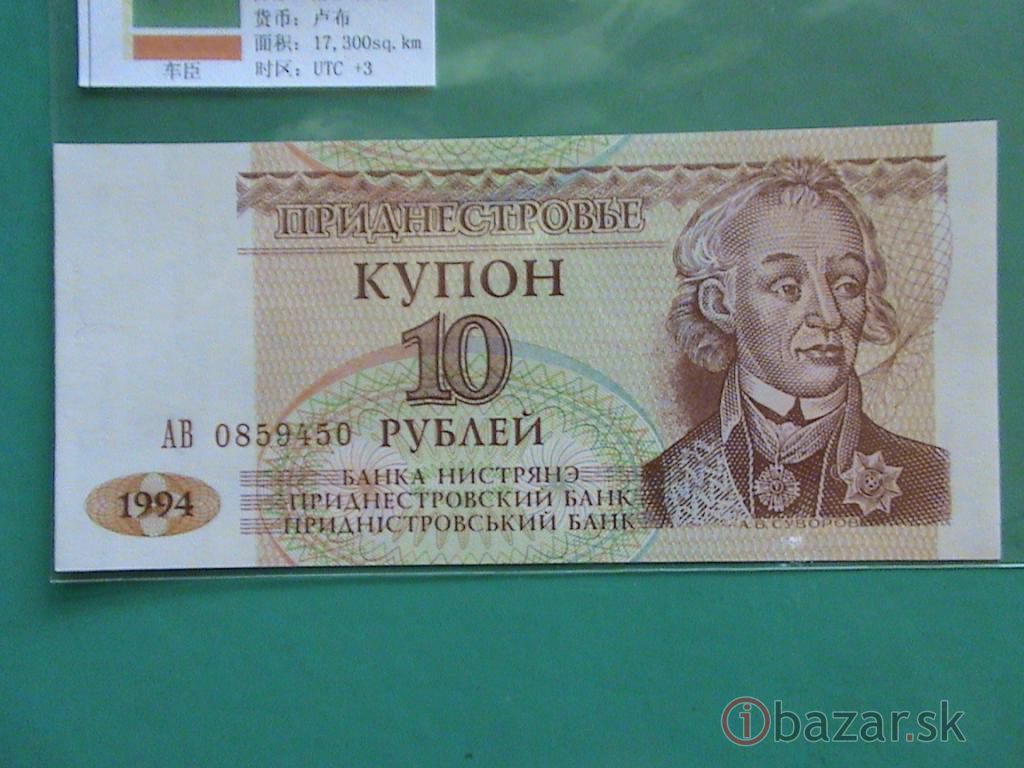 货币: 卢布
面积: 17,300sq.km
车臣
时区: UTC +3
ПРИДНЕСТРОВЬЕ
КУПОН
10
АВ 0859450 РУБЛЕЙ
БАНКА НИСТРЯНЭ
1994
ПРИДНЕСТРОВСКИЙ БАНК
ПРИДНІСТРОВСЬКИЙ БАНК
А.В.СУВОРОВ
ibazar.sk